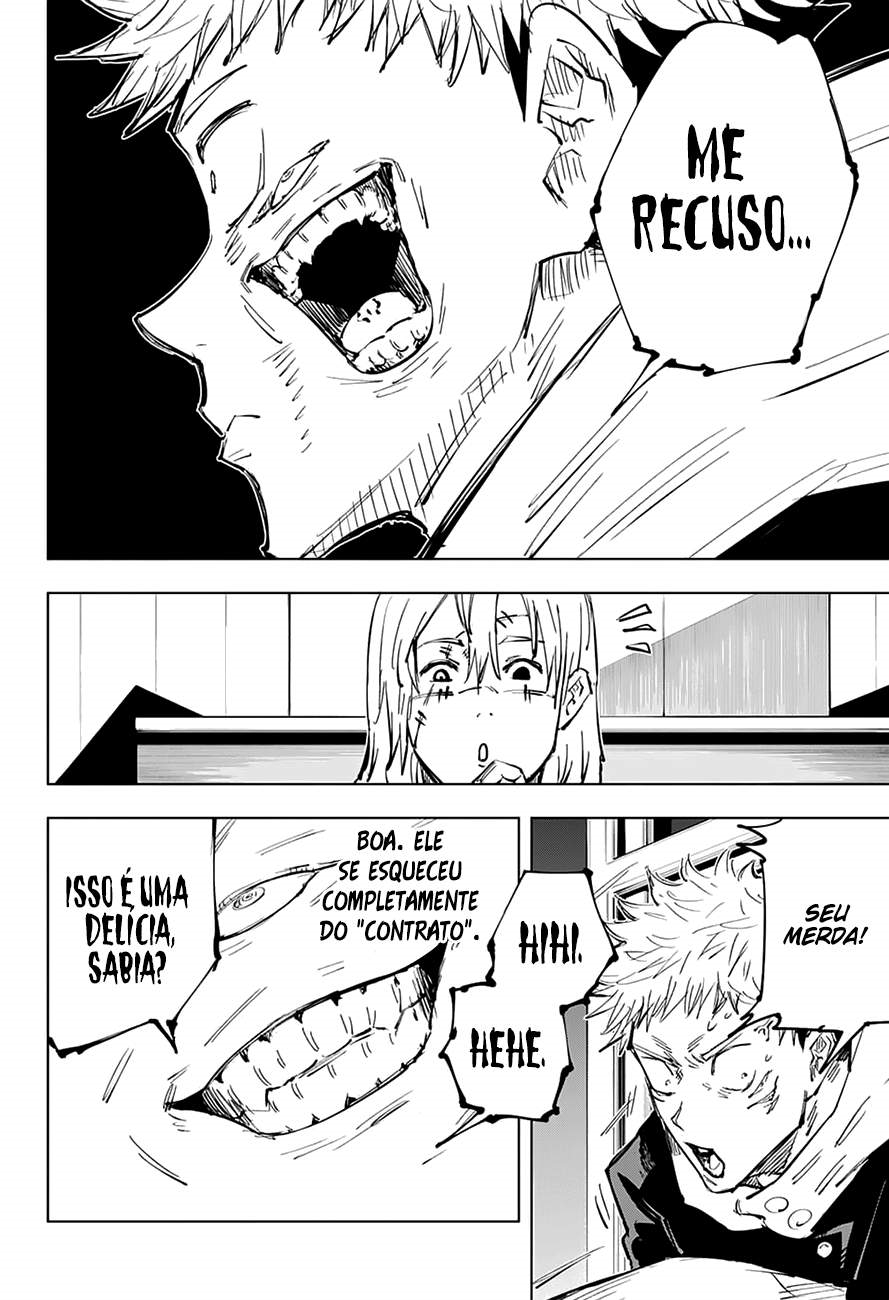 ME
RECUSO...
SEU
MERDA!
HIHI.
HEHE.
BOA. ELE
SE ESQUECEU
COMPLETAMENTE
DO "CONTRATO".
ISSO É UMA
DELÍCIA,
SABIA?